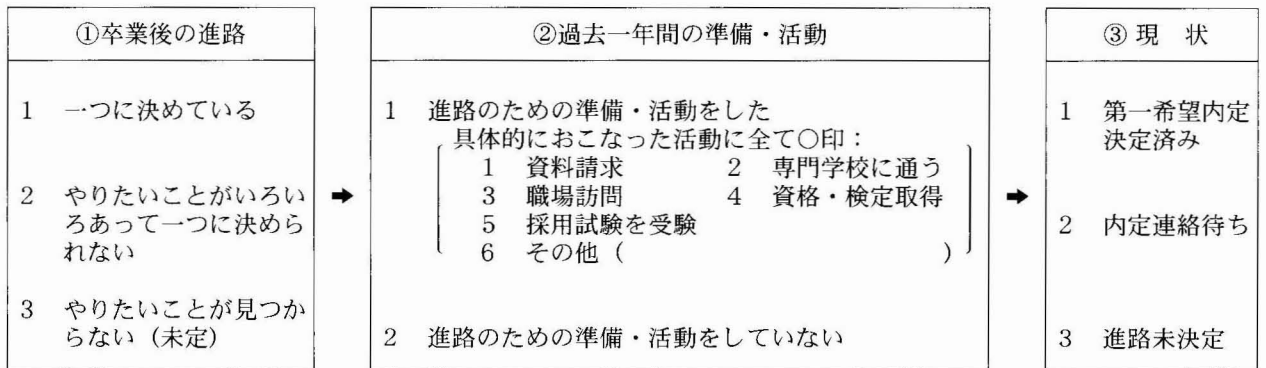 ①卒業後の進路
1 一つに決めている
2 やりたいことがいろい
ろあって一つに決めら
れない
3 やりたいことが見つか
らない（未定）
➡
②過去一年間の準備・活動
1 進路のための準備・活動をした
具体的におこなった活動に全て○印：
1 資料請求 2 専門学校に通う
3 職場訪問 4 資格・検定取得
5 採用試験を受験
6 その他（ ）
2 進路のための準備・活動をしていない
➡
③現 状
1 第一希望内定
決定済み
2 内定連絡待ち
3 進路未決定